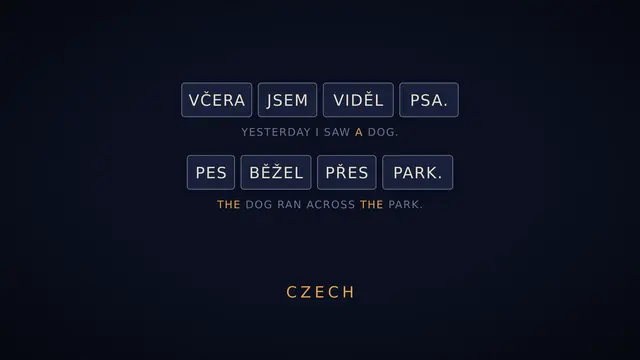 VČERA JSEM VIDĚL PSA.
YESTERDAY I SAW A DOG.
PES BĚŽEL PŘES PARK.
THE DOG RAN ACROSS THE PARK.
CZECH